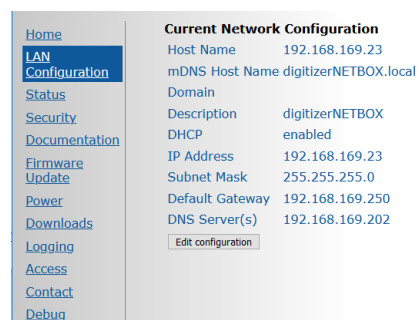 Home
LAN
Configuration
Status
Security
Documentation
Firmware
Update
Power
Downloads
Logging
Access
Contact
Debug
Current Network Configuration
Host Name 192.168.169.23
mDNS Host Name digitizerNETBOX.local
Domain
Description digitizerNETBOX
DHCP enabled
IP Address 192.168.169.23
Subnet Mask 255.255.255.0
Default Gateway 192.168.169.250
DNS Server(s) 192.168.169.202
Edit configuration